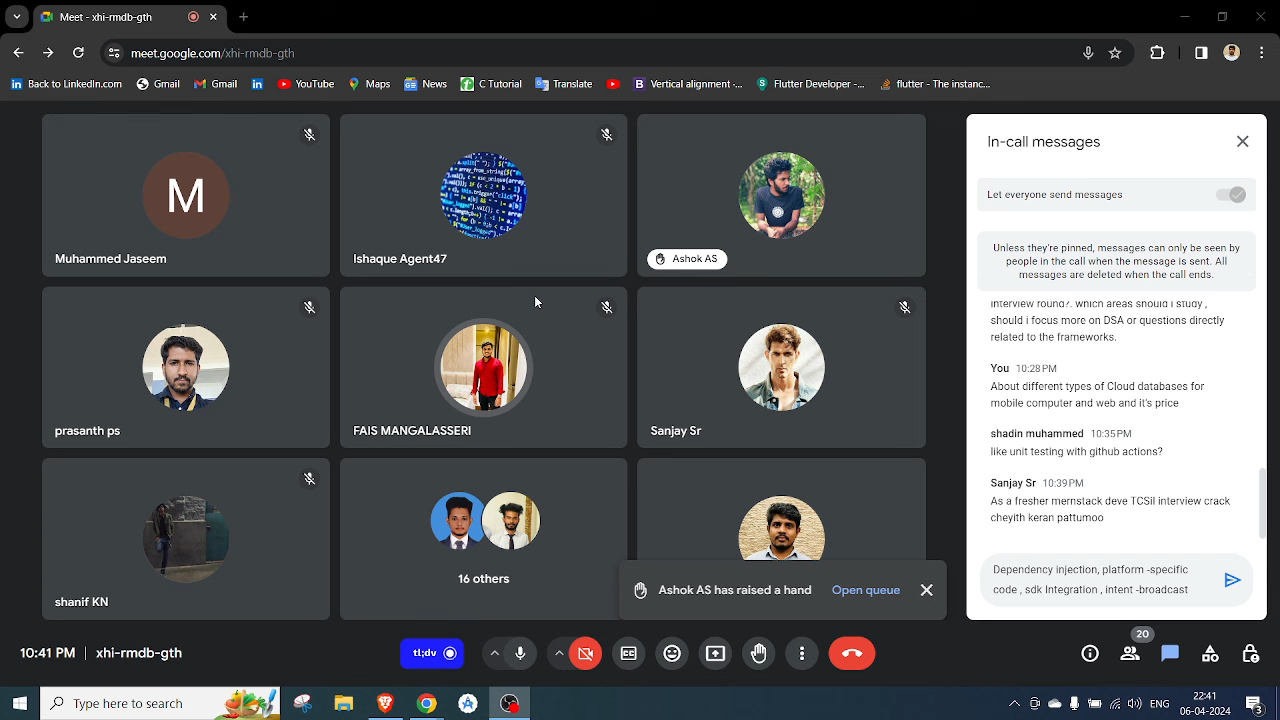 Meet - xhi-rmdb-gth
meet.google.com/xhi-rmdb-gth
Back to LinkedIn.com
Gmail
Gmail
YouTube
Maps
News
C Tutorial
Translate
Vertical alignment -...
Flutter Developer -...
flutter - The instanc...
M
Muhammed Jaseem
Ishaque Agent47
Ashok AS
prasanth ps
FAIS MANGALASSERI
Sanjay Sr
shanif KN
16 others
Ashok AS has raised a hand
Open queue
In-call messages
Let everyone send messages
Unless they're pinned, messages can only be seen by
people in the call when the message is sent. All
messages are deleted when the call ends.
interview round?. which areas should i study ,
should i focus more on DSA or questions directly
related to the frameworks.
You 10:28 PM
About different types of Cloud databases for
mobile computer and web and it's price
shadin muhammed 10:35 PM
like unit testing with github actions?
Sanjay Sr 10:39 PM
As a fresher mernstack deve TCSil interview crack
cheyith keran pattumoo
Dependency injection, platform -specific
code , sdk Integration , intent -broadcast
10:41 PM | xhi-rmdb-gth
tl;dv
20
Type here to search
ENG
22:41
06-04-2024
3